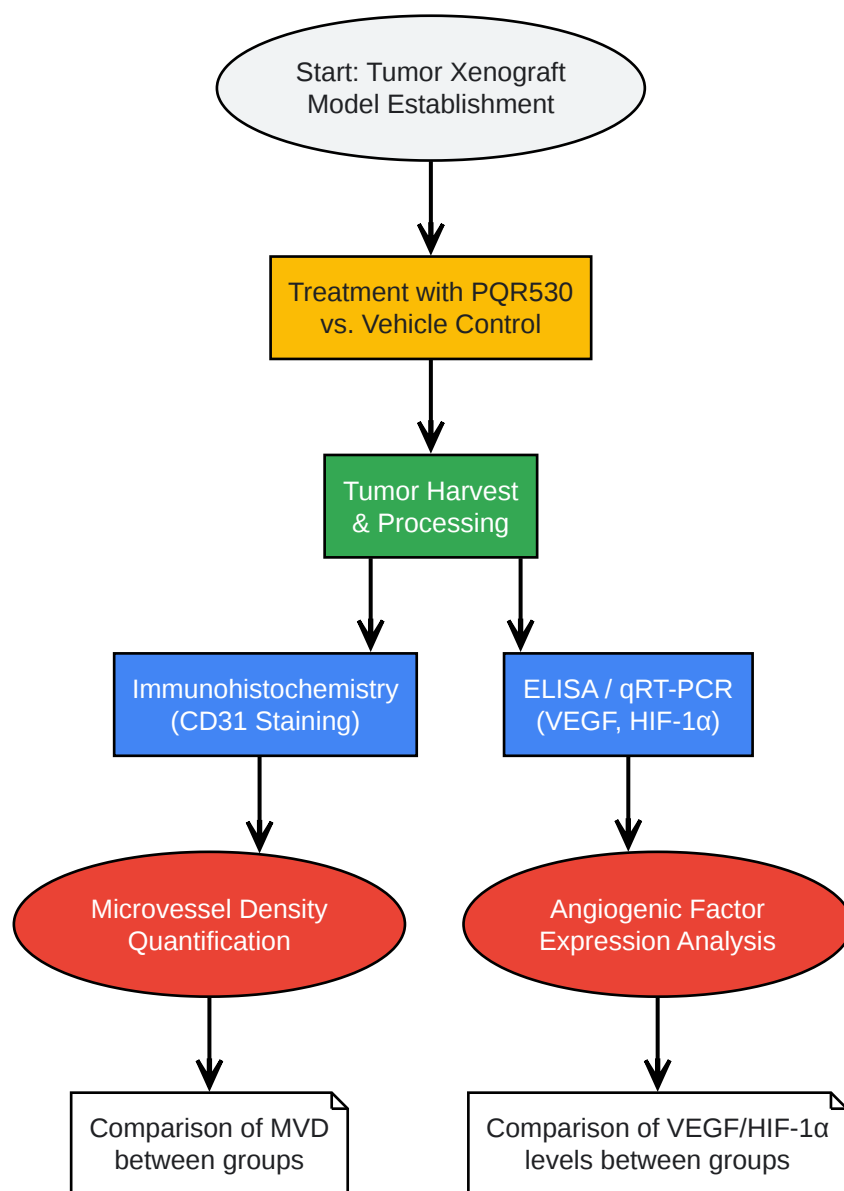 Start: Tumor Xenograft
Model Establishment
Treatment with PQR530
vs. Vehicle Control
Tumor Harvest
& Processing
Immunohistochemistry
(CD31 Staining)
ELISA / qRT-PCR
(VEGF, HIF-1α)
Microvessel Density
Quantification
Angiogenic Factor
Expression Analysis
Comparison of MVD
between groups
Comparison of VEGF/HIF-1α
levels between groups